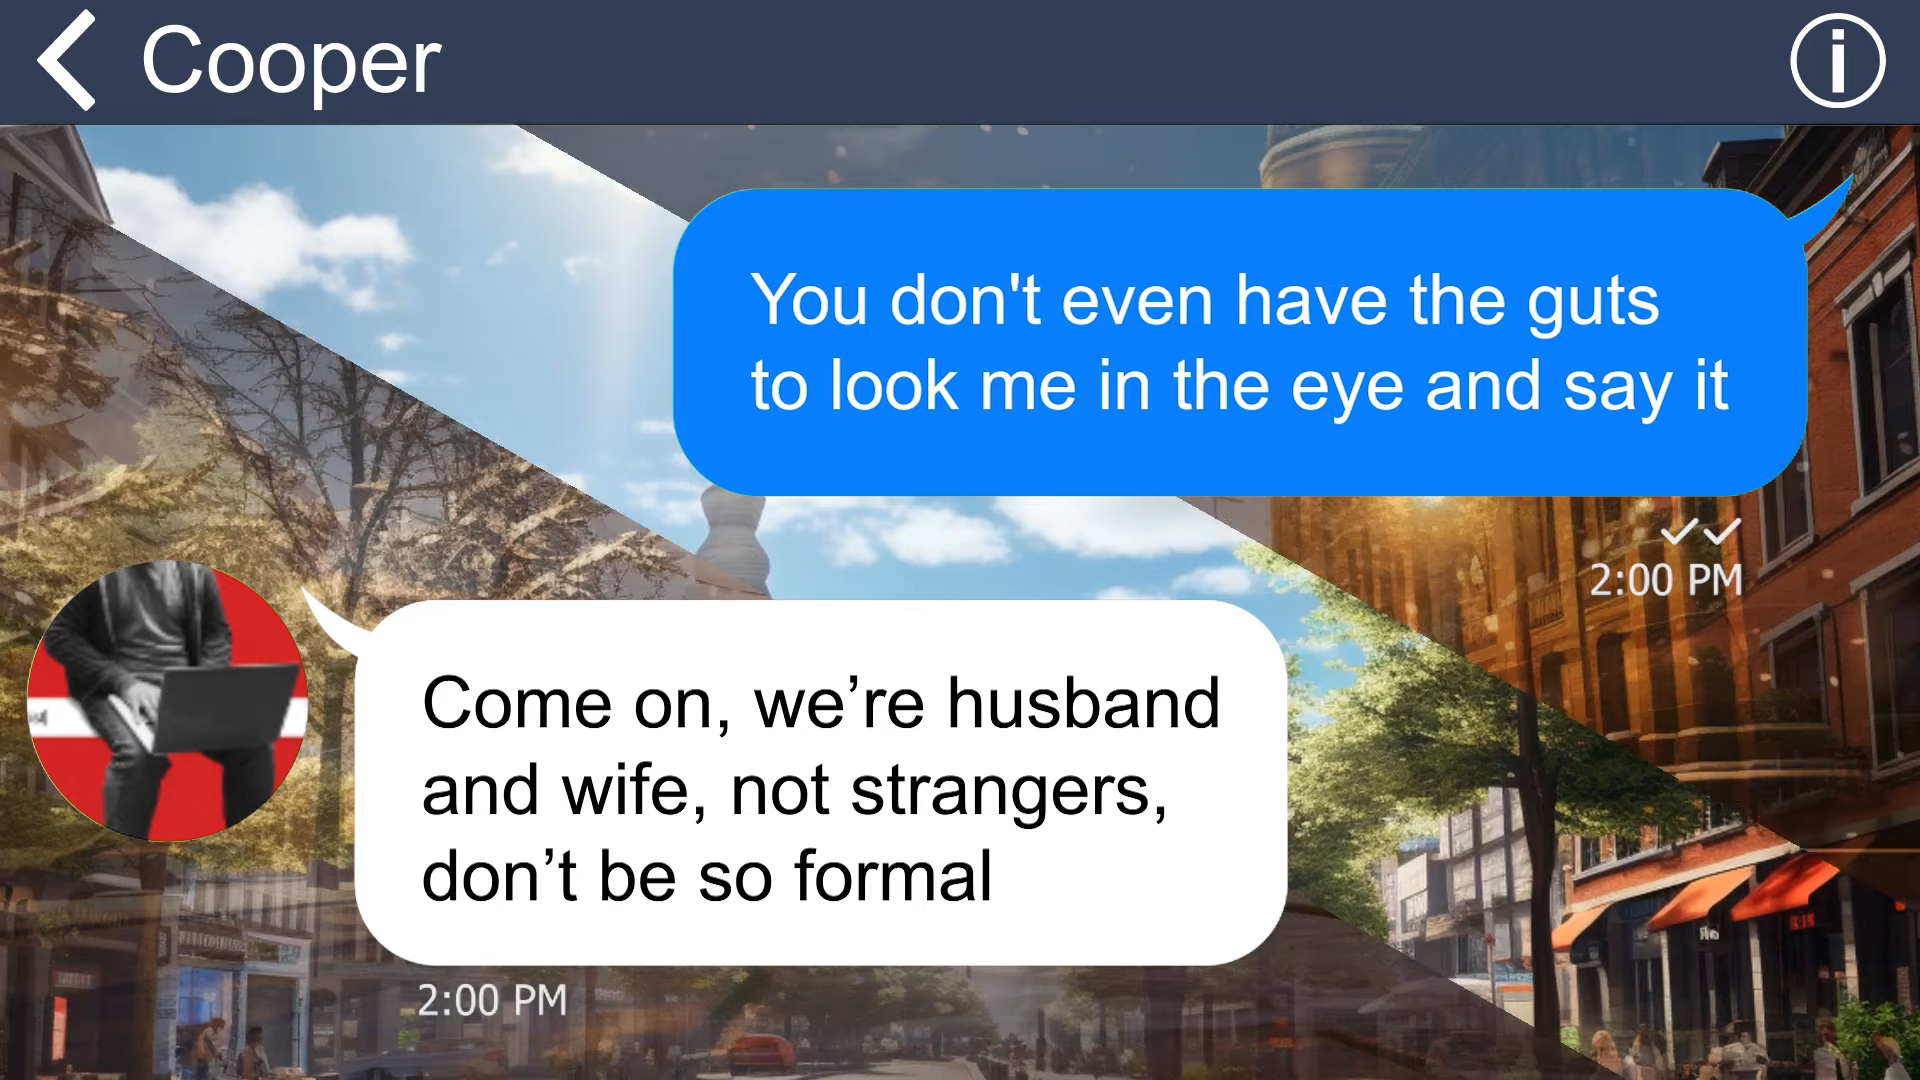 Cooper
You don't even have the guts
to look me in the eye and say it
2:00 PM
Come on, we’re husband
and wife, not strangers,
don’t be so formal
2:00 PM